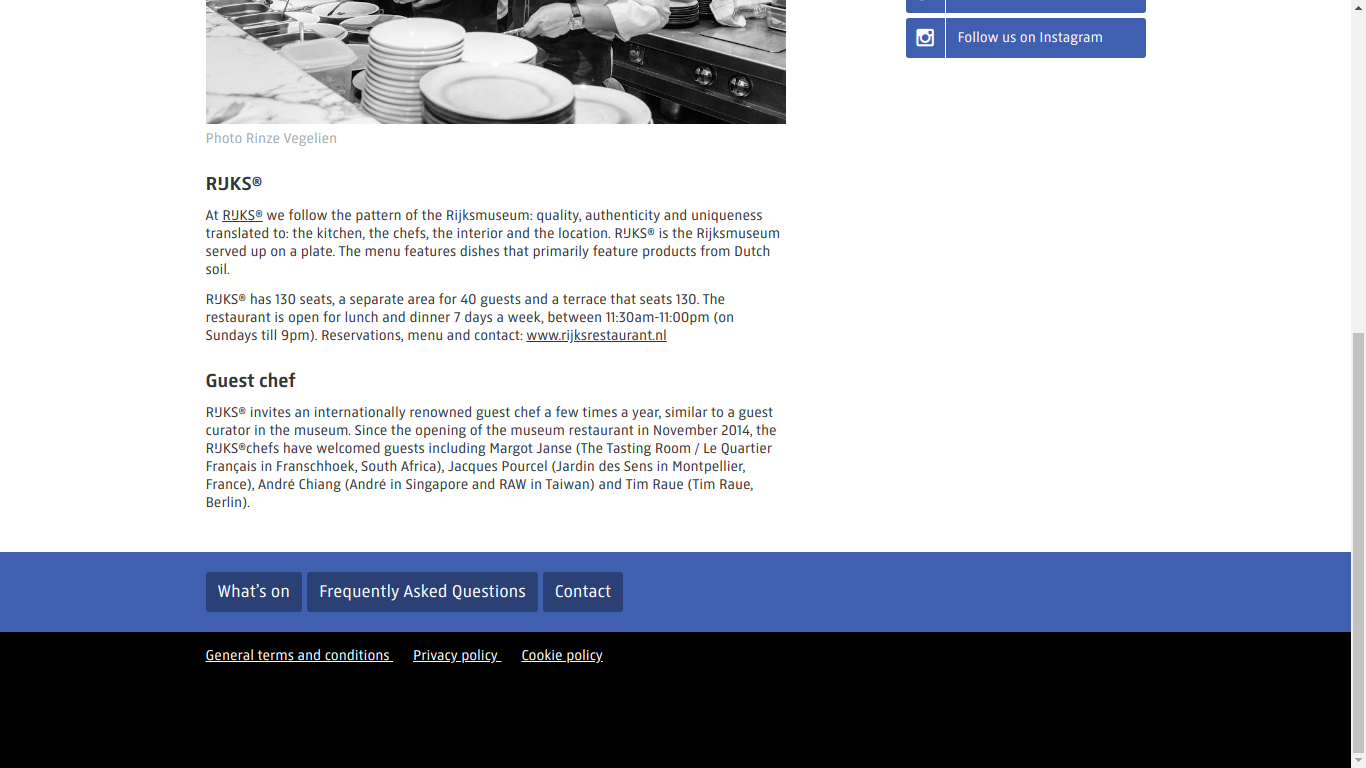 Follow us on Instagram
Photo Rinze Vegelien
RIJKS®
At RIJKS® we follow the pattern of the Rijksmuseum: quality, authenticity and uniqueness
translated to: the kitchen, the chefs, the interior and the location. RIJKS® is the Rijksmuseum
served up on a plate. The menu features dishes that primarily feature products from Dutch
soil.
RIJKS® has 130 seats, a separate area for 40 guests and a terrace that seats 130. The
restaurant is open for lunch and dinner 7 days a week, between 11:30am-11:00pm (on
Sundays till 9pm). Reservations, menu and contact: www.rijksrestaurant.nl
Guest chef
RIJKS® invites an internationally renowned guest chef a few times a year, similar to a guest
curator in the museum. Since the opening of the museum restaurant in November 2014, the
RIJKS®chefs have welcomed guests including Margot Janse (The Tasting Room / Le Quartier
Français in Franschhoek, South Africa), Jacques Pourcel (Jardin des Sens in Montpellier,
France), André Chiang (André in Singapore and RAW in Taiwan) and Tim Raue (Tim Raue,
Berlin).
What's on Frequently Asked Questions Contact
General terms and conditions Privacy policy Cookie policy